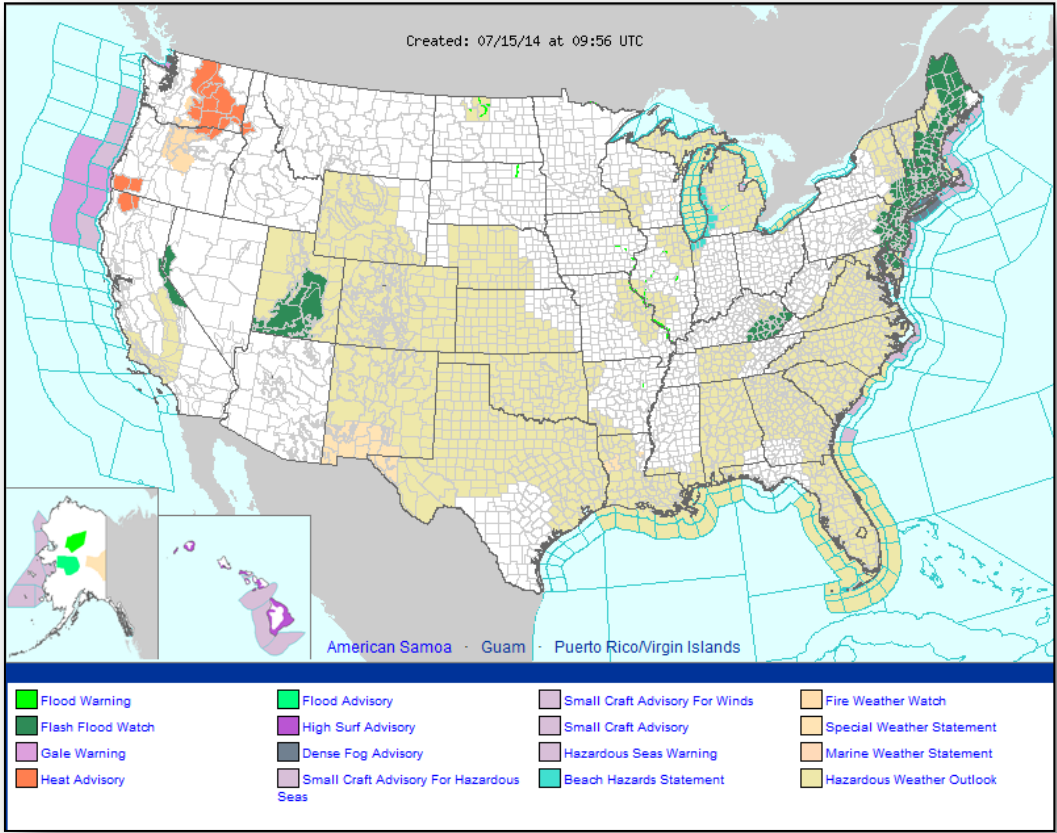 Created: 07/15/14 at 09:56 UTC
American Samoa · Guam · Puerto Rico/Virgin Islands
Flood Warning
Flood Advisory
Small Craft Advisory For Winds
Fire Weather Watch
Flash Flood Watch
High Surf Advisory
Small Craft Advisory
Special Weather Statement
Gale Warning
Dense Fog Advisory
Hazardous Seas Warning
Marine Weather Statement
Heat Advisory
Small Craft Advisory For Hazardous
Seas
Beach Hazards Statement
Hazardous Weather Outlook